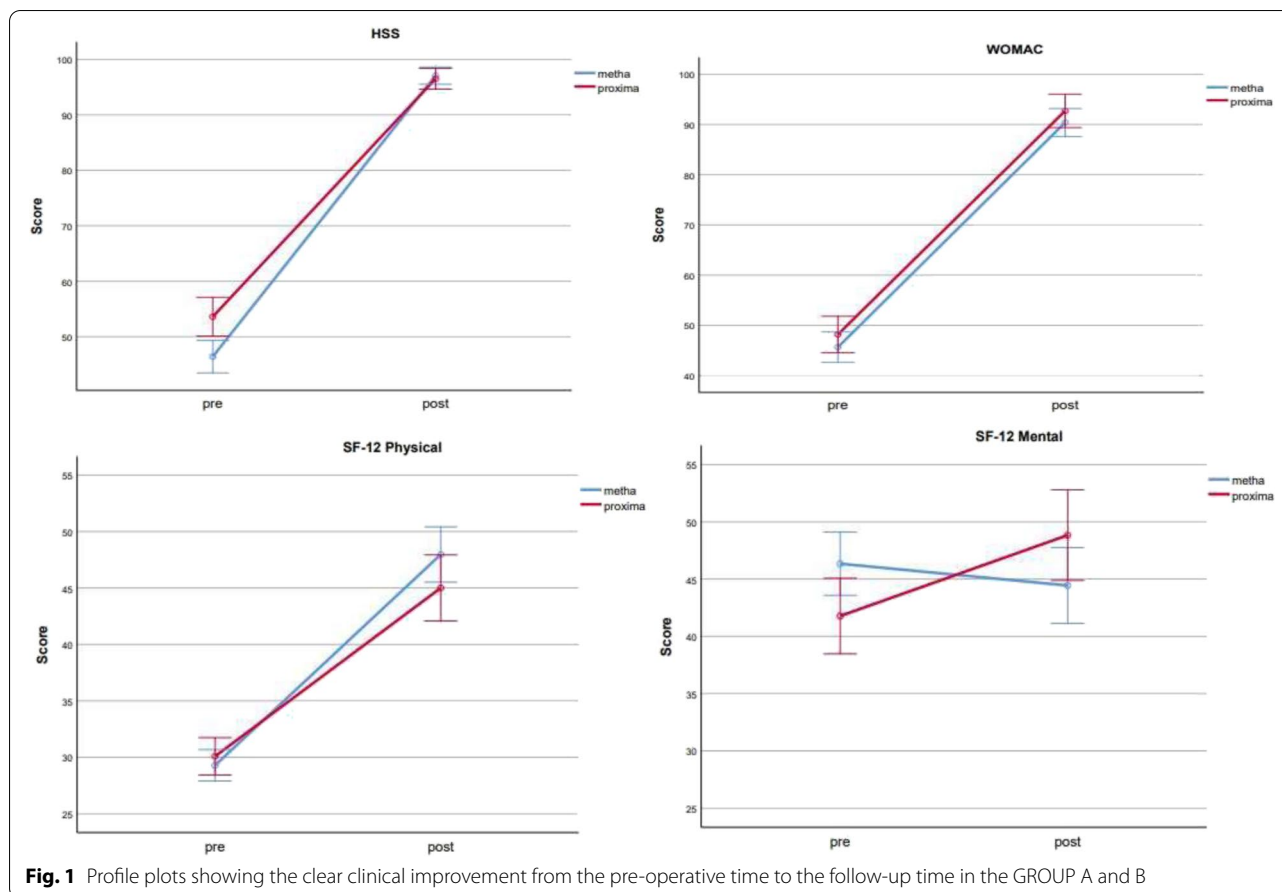 HSS
100
90
80
70
60
50
Score
pre
post
metha
proxima
WOMAC
100
90
80
70
60
50
40
Score
pre
post
metha
proxima
SF-12 Physical
55
50
45
40
35
30
25
Score
pre
post
metha
proxima
SF-12 Mental
55
50
45
40
35
30
25
Score
pre
post
metha
proxima
Fig. 1 Profile plots showing the clear clinical improvement from the pre-operative time to the follow-up time in the GROUP A and B